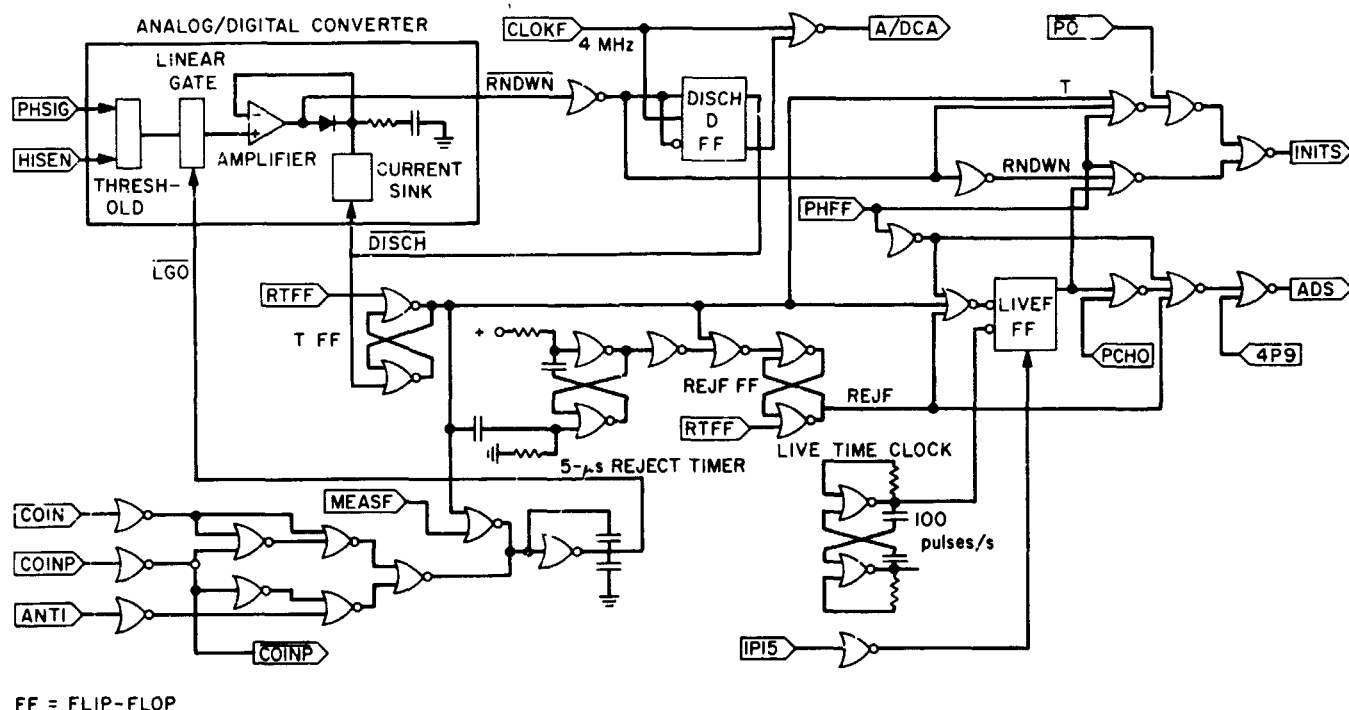 ANALOG/DIGITAL CONVERTER
LINEAR
GATE
PHSIG
HISEN
THRESH-
OLD
AMPLIFIER
CURRENT
SINK
CLOKF
4 MHz
A/DCA
PO
RNDWN
DISCH
D
FF
T
INITS
RNDWN
PHFF
LGO
DISCH
RTFF
T FF
+
REJF FF
RTFF
REJF
LIVEF
FF
PCHO
4P9
ADS
5-μs REJECT TIMER
LIVE TIME CLOCK
100
pulses/s
MEASF
COIN
COINP
ANTI
COINP
IPI5
FF = FLIP-FLOP